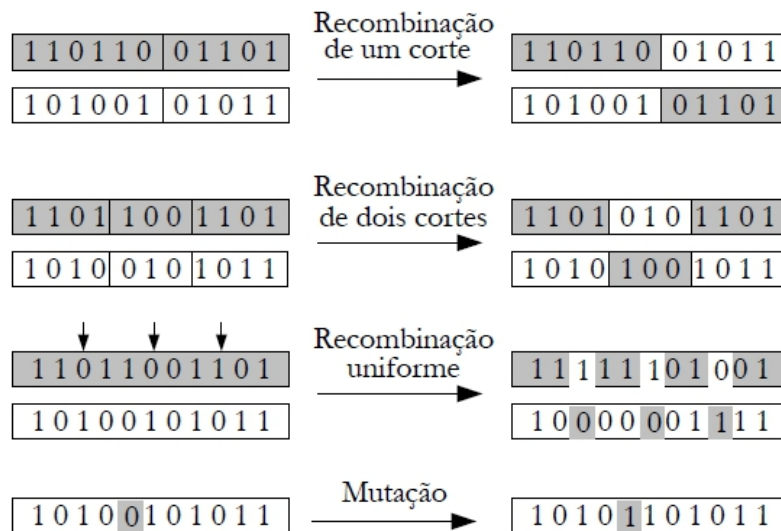 Recombinação
de um corte
110110 01101 110110 01011
101001 01011 101001 01101
Recombinação
de dois cortes
1101 100 1101 1101 010 1101
1010 010 1011 1010 100 1011
Recombinação
uniforme
11011001101 11111101001
10100101011 10000001111
Mutação
10100101011 10101101011